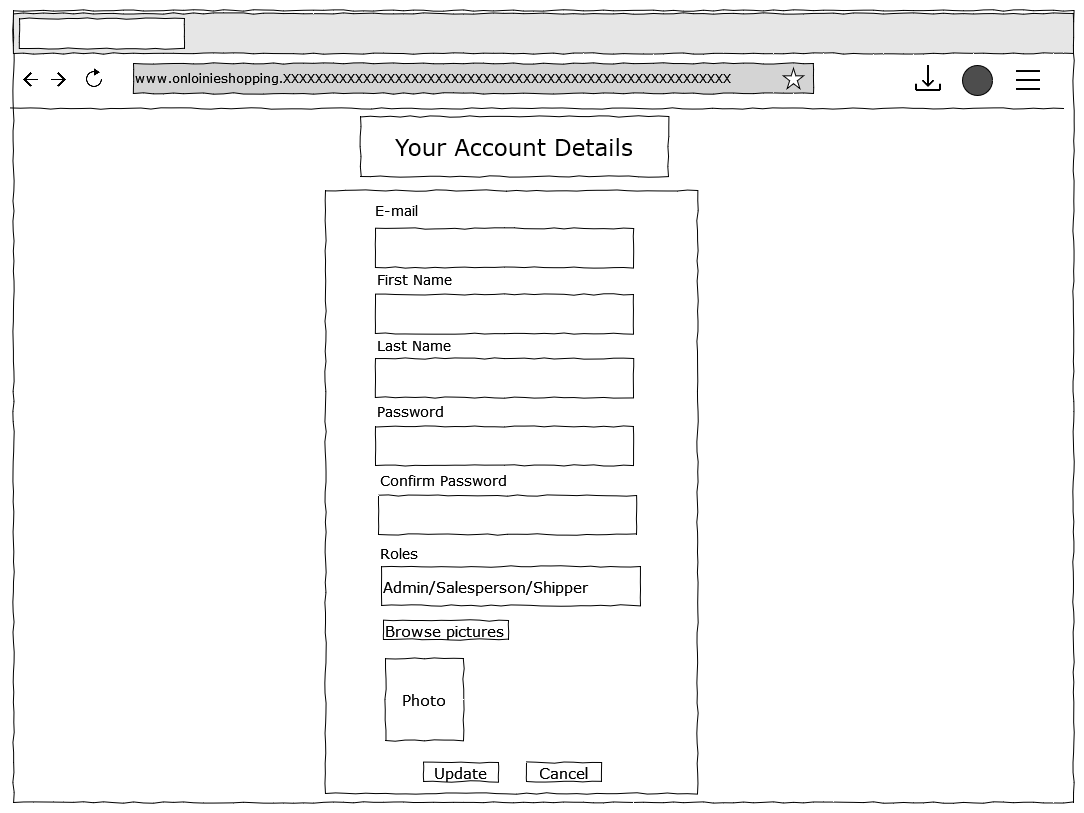 www.onloinieshopping.XXXXXXXXXXXXXXXXXXXXXXXXXXXXXXXXXXXXXXXXXXXXXXXXXXXXXX
Your Account Details
E-mail
First Name
Last Name
Password
Confirm Password
Roles
Admin/Salesperson/Shipper
Browse pictures
Photo
Update
Cancel